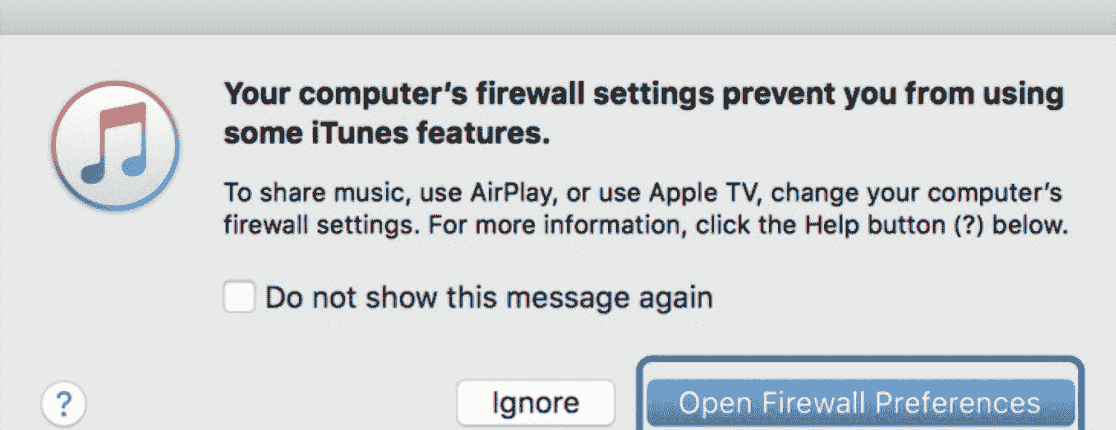 Your computer’s firewall settings prevent you from using
some iTunes features.
To share music, use AirPlay, or use Apple TV, change your computer’s
firewall settings. For more information, click the Help button (?) below.
Do not show this message again
?
Ignore
Open Firewall Preferences